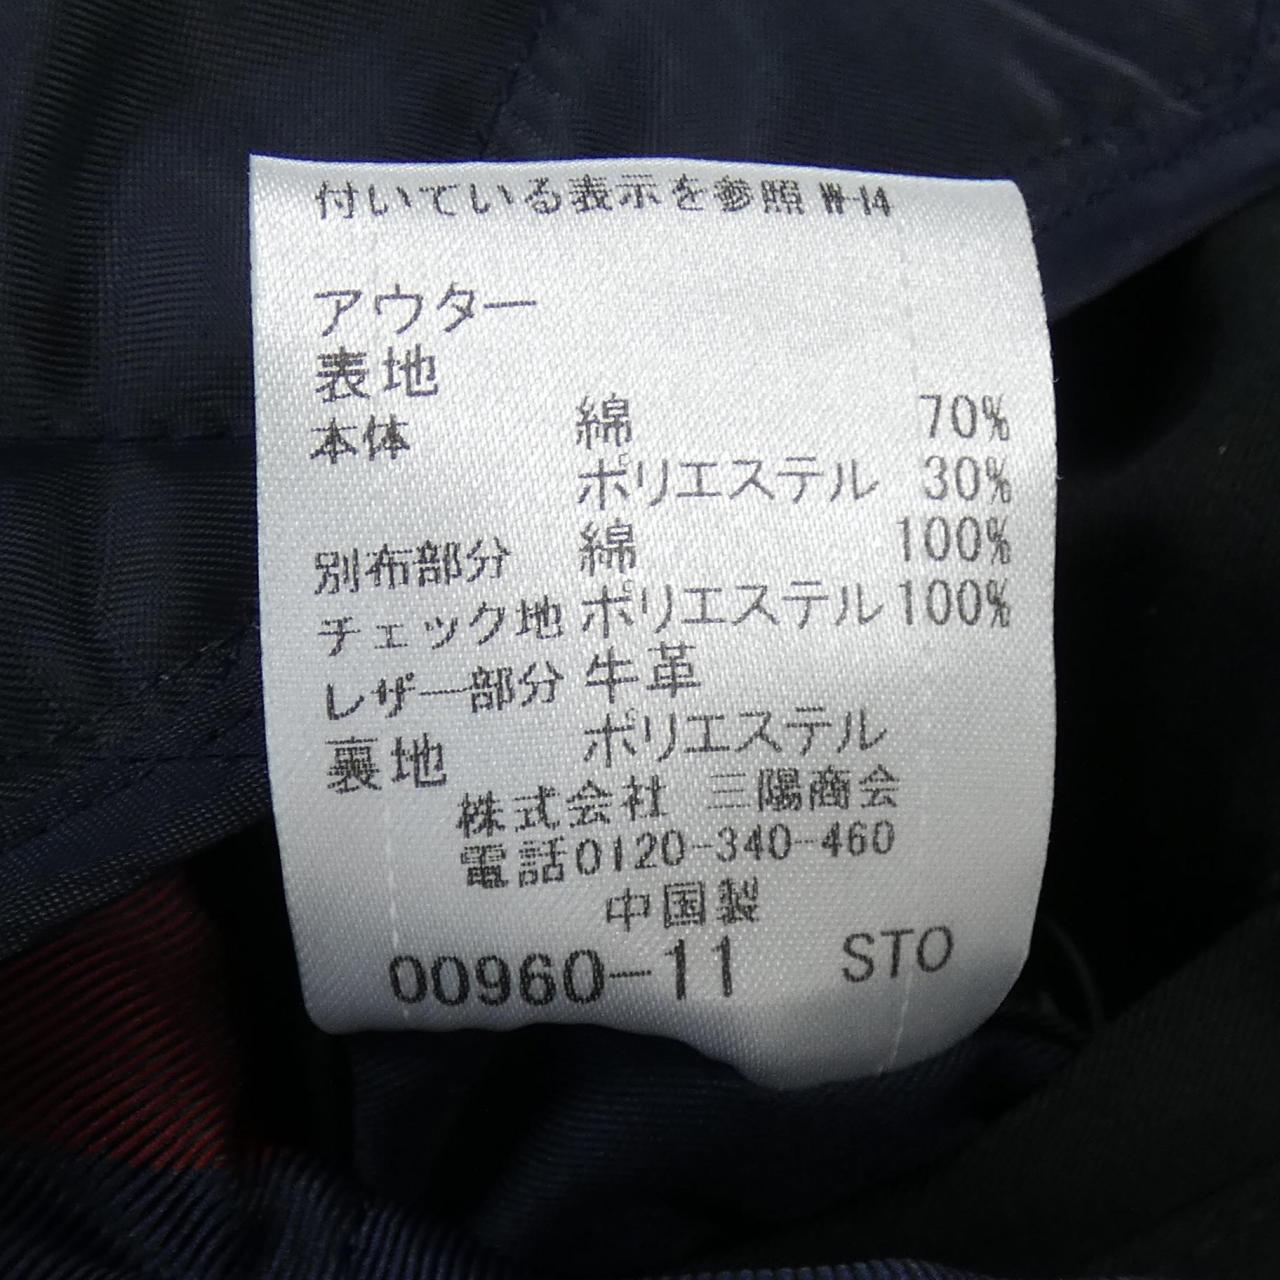 付いている表示を参照 W-14
アウター
表地
本体 綿 70%
ポリエステル 30%
別布部分 綿 100%
チェック地 ポリエステル 100%
レザー部分 牛革
裏地 ポリエステル
株式会社 三陽商会
電話0120-340-460
中国製
00960-11 STO